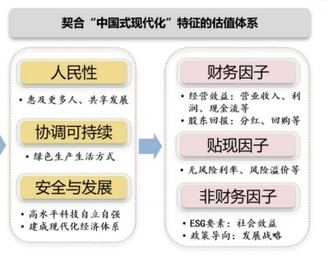 契合“中国式现代化”特征的估值体系
人民性
• 惠及更多人、共享发展
协调可持续
• 绿色生产生活方式
安全与发展
• 高水平科技自立自强
• 建成现代化经济体系
财务因子
• 经营效益：营业收入、利
润、现金流等
• 股东回报：分红、回购等
贴现因子
• 无风险利率、风险溢价等
非财务因子
• ESG要素：社会效益
• 政策导向：发展战略